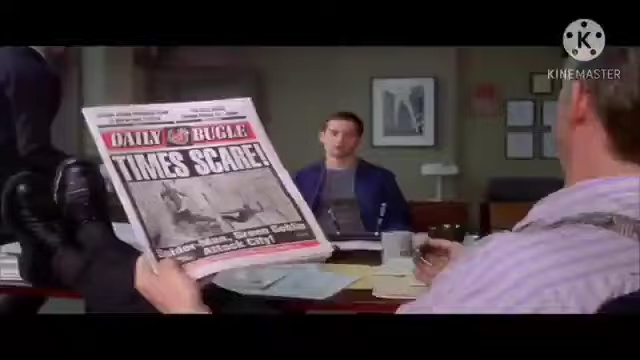 DAILY BUGLE
TIMES SCARE!
Spider-Man, Green Goblin
Attack City!
KINEMASTER